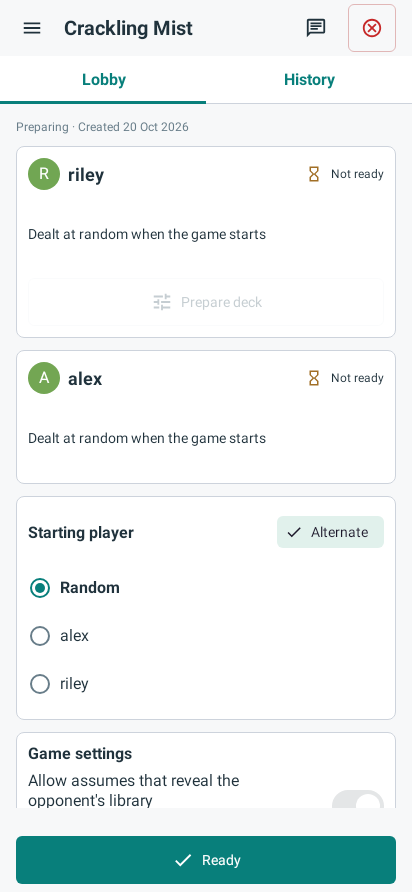 Crackling Mist
Lobby
History
Preparing · Created 20 Oct 2026
R
riley
Not ready
Dealt at random when the game starts
Prepare deck
A
alex
Not ready
Dealt at random when the game starts
Starting player
Alternate
Random
alex
riley
Game settings
Allow assumes that reveal the
opponent's library
Ready